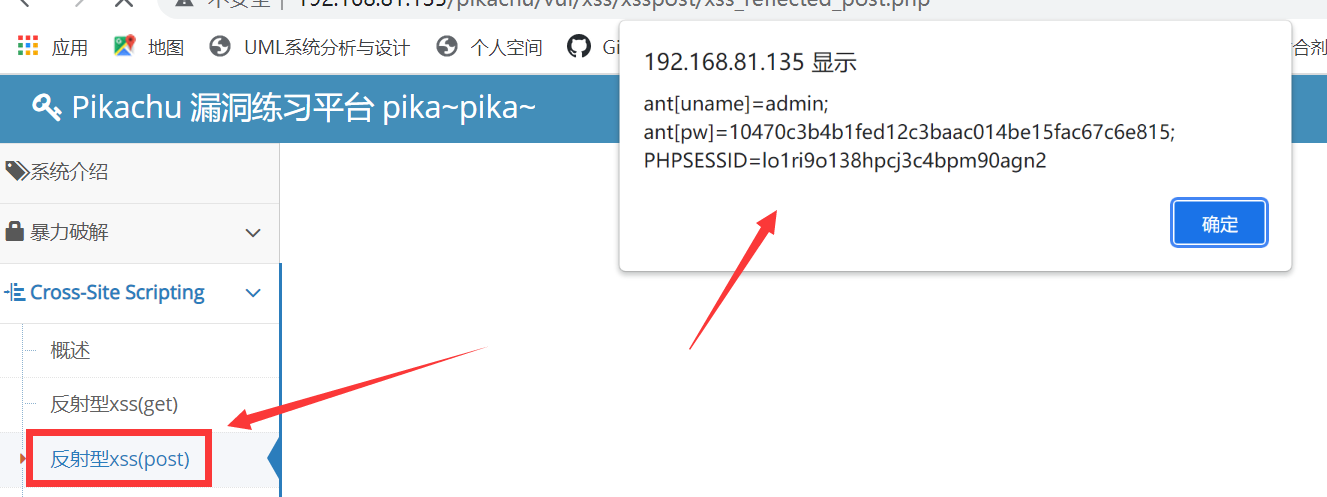 不安全 | 192.168.81.135/pikachu/vul/xss/xsspost/xss_reflected_post.php
应用 地图 UML系统分析与设计 个人空间
Pikachu 漏洞练习平台 pika~pika~
192.168.81.135 显示
ant[uname]=admin;
ant[pw]=10470c3b4b1fed12c3baac014be15fac67c6e815;
PHPSESSID=lo1ri9o138hpcj3c4bpm90agn2
确定
系统介绍
暴力破解
Cross-Site Scripting
概述
反射型xss(get)
反射型xss(post)